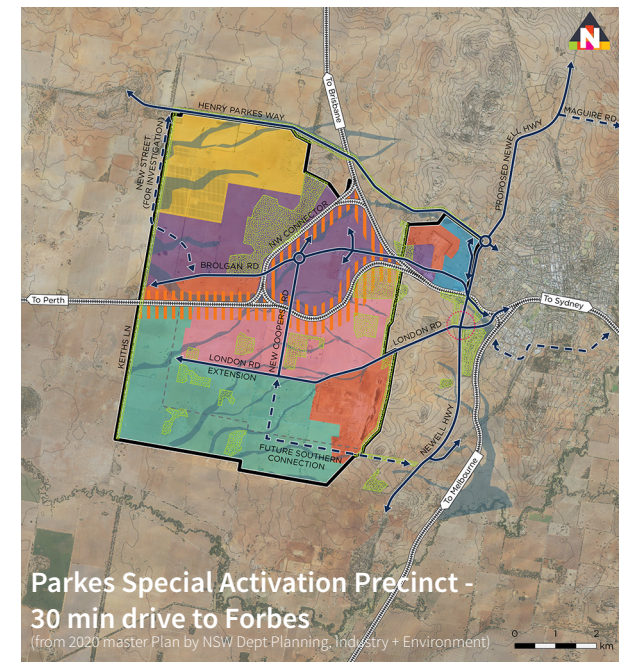 N
To Brisbane
HENRY PARKES WAY
MAGUIRE RD
PROPOSED NEWELL HWY
NEW STREET
(FOR INVESTIGATION)
NW CONNECTOR
BROLGAN RD
To Perth
To Sydney
NEW COOPERS RD
KEITHS LN
LONDON RD
LONDON RD
EXTENSION
NEWELL HWY
FUTURE SOUTHERN
CONNECTION
To Melbourne
Parkes Special Activation Precinct -
30 min drive to Forbes
(from 2020 master Plan by NSW Dept Planning, Industry + Environment)
0 1 2
km